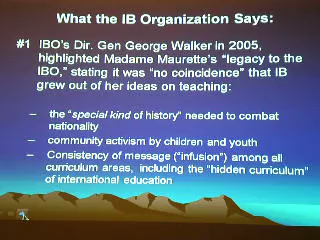 What the IB Organization Says:
#1 IBO's Dir. Gen George Walker in 2005,
highlighted Madame Maurette's "legacy to the
IBO," stating it was "no coincidence" that IB
grew out of her ideas on teaching:
– the "special kind of history" needed to combat
nationality
– community activism by children and youth
– Consistency of message ("infusion") among all
curriculum areas, including the "hidden curriculum"
of international education